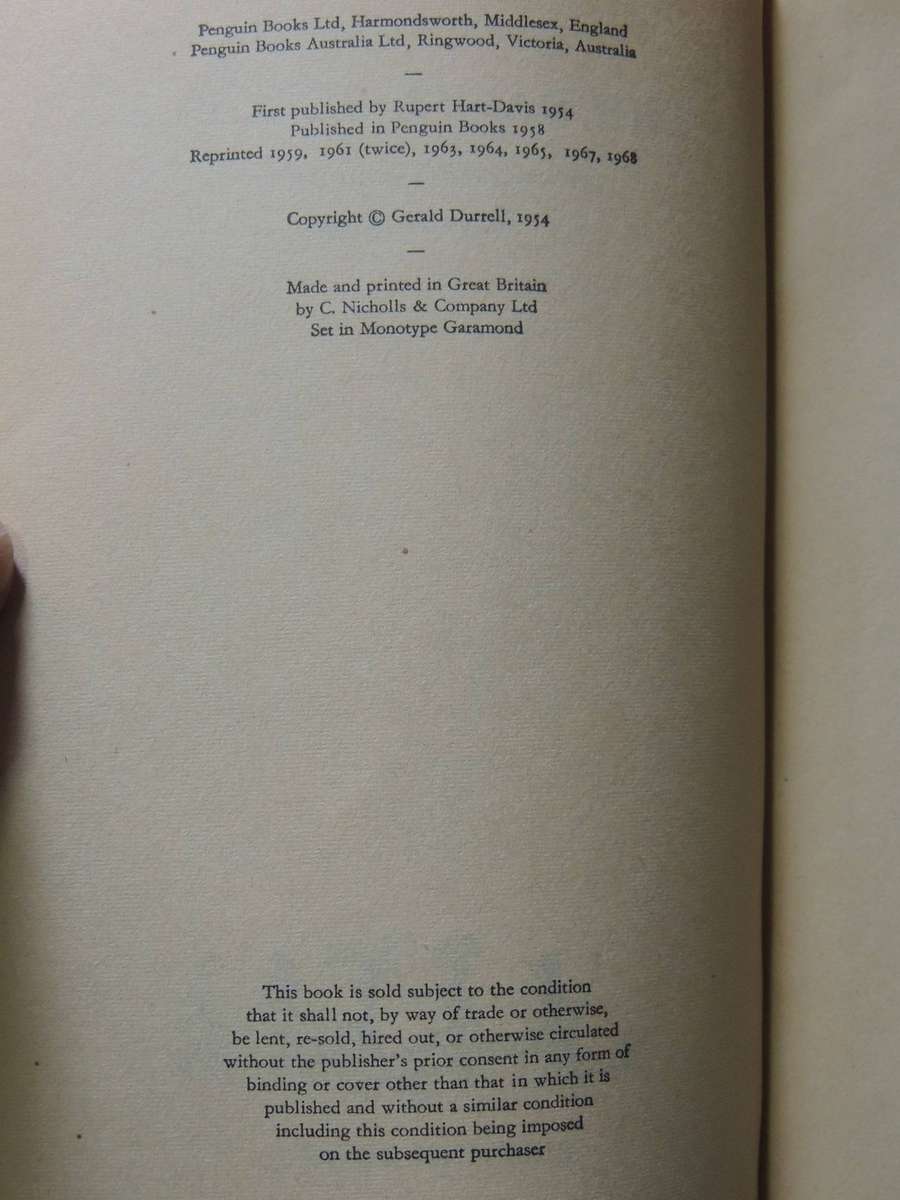 Penguin Books Ltd, Harmondsworth, Middlesex, England
Penguin Books Australia Ltd, Ringwood, Victoria, Australia
—
First published by Rupert Hart-Davis 1954
Published in Penguin Books 1958
Reprinted 1959, 1961 (twice), 1963, 1964, 1965, 1967, 1968
—
Copyright © Gerald Durrell, 1954
—
Made and printed in Great Britain
by C. Nicholls & Company Ltd
Set in Monotype Garamond
This book is sold subject to the condition
that it shall not, by way of trade or otherwise,
be lent, re-sold, hired out, or otherwise circulated
without the publisher's prior consent in any form of
binding or cover other than that in which it is
published and without a similar condition
including this condition being imposed
on the subsequent purchaser